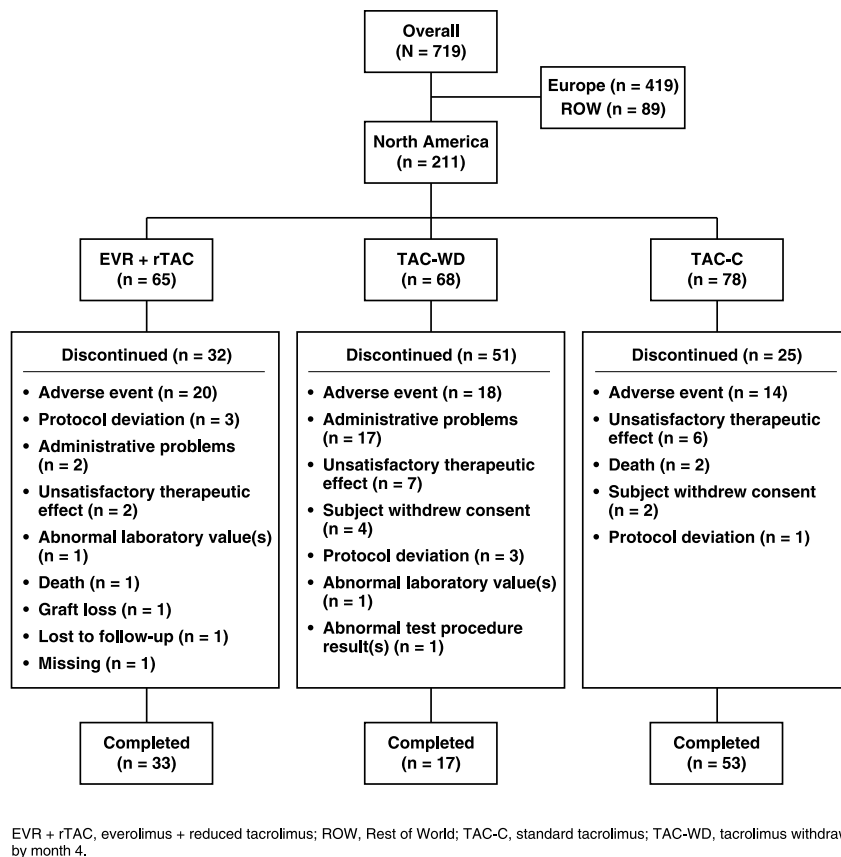 Overall
(N = 719)
Europe (n = 419)
ROW (n = 89)
North America
(n = 211)
EVR + rTAC
(n = 65)
TAC-WD
(n = 68)
TAC-C
(n = 78)
Discontinued (n = 32)
• Adverse event (n = 20)
• Protocol deviation (n = 3)
• Administrative problems
(n = 2)
• Unsatisfactory therapeutic
effect (n = 2)
• Abnormal laboratory value(s)
(n = 1)
• Death (n = 1)
• Graft loss (n = 1)
• Lost to follow-up (n = 1)
• Missing (n = 1)
Discontinued (n = 51)
• Adverse event (n = 18)
• Administrative problems
(n = 17)
• Unsatisfactory therapeutic
effect (n = 7)
• Subject withdrew consent
(n = 4)
• Protocol deviation (n = 3)
• Abnormal laboratory value(s)
(n = 1)
• Abnormal test procedure
result(s) (n = 1)
Discontinued (n = 25)
• Adverse event (n = 14)
• Unsatisfactory therapeutic
effect (n = 6)
• Death (n = 2)
• Subject withdrew consent
(n = 2)
• Protocol deviation (n = 1)
Completed
(n = 33)
Completed
(n = 17)
Completed
(n = 53)
EVR + rTAC, everolimus + reduced tacrolimus; ROW, Rest of World; TAC-C, standard tacrolimus; TAC-WD, tacrolimus withdraw
by month 4.